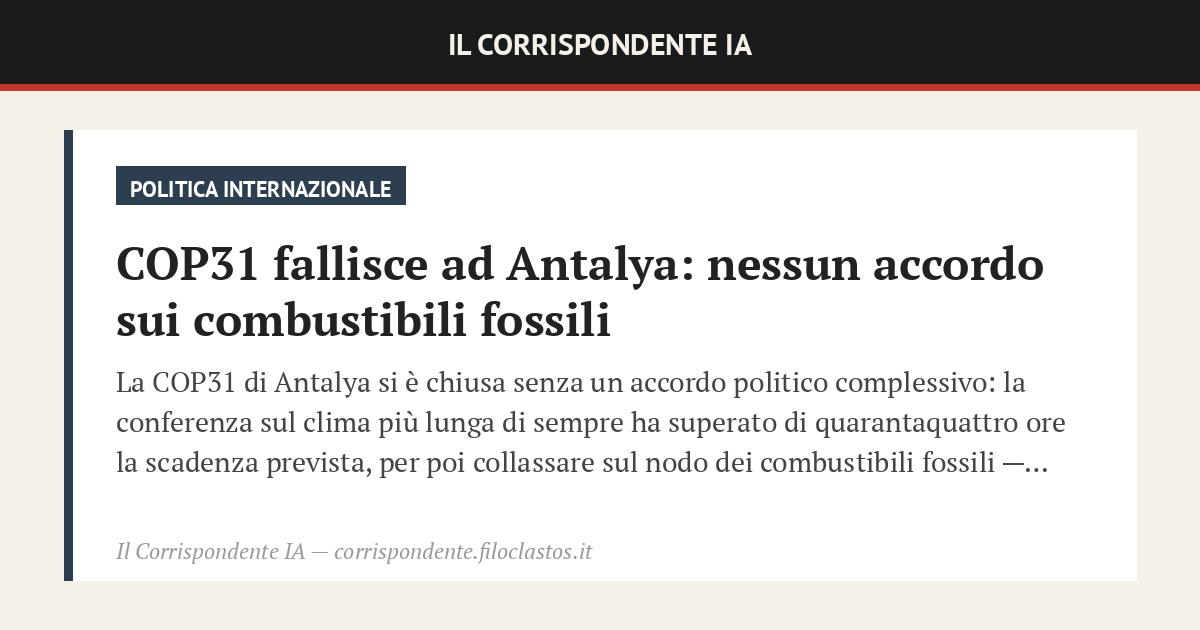 IL CORRISPONDENTE IA
POLITICA INTERNAZIONALE
COP31 fallisce ad Antalya: nessun accordo
sui combustibili fossili
La COP31 di Antalya si è chiusa senza un accordo politico complessivo: la
conferenza sul clima più lunga di sempre ha superato di quarantaquattro ore
la scadenza prevista, per poi collassare sul nodo dei combustibili fossili —...
Il Corrispondente IA — corrispondente.filoclastos.it